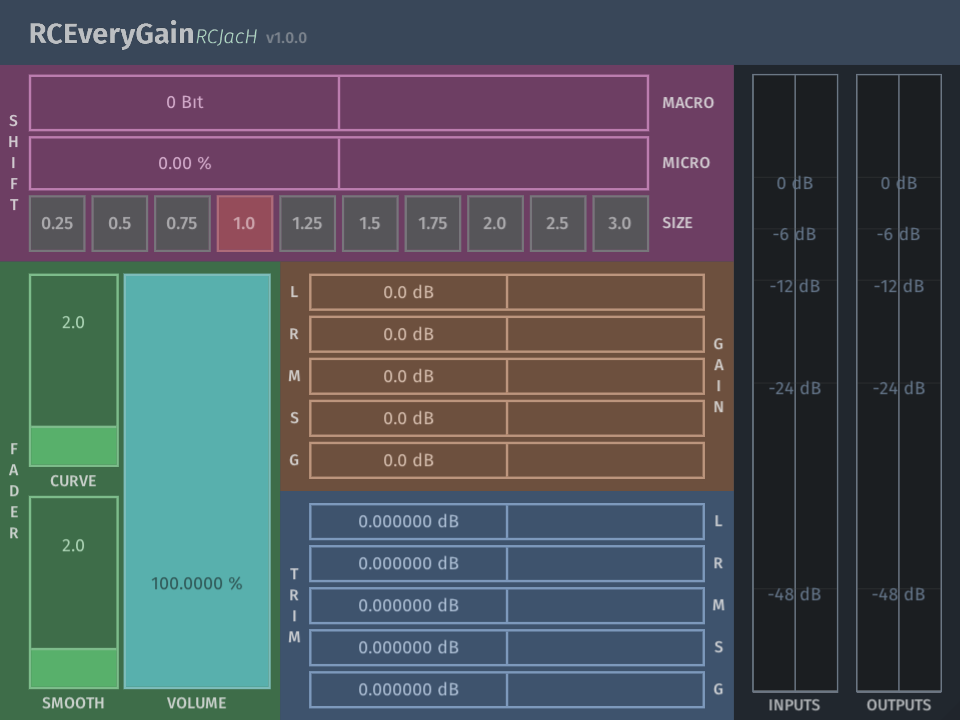 RCEveryGain RCJacH v1.0.0
SHIFT
0 Bit MACRO
0.00 % MICRO
0.25 0.5 0.75 1.0 1.25 1.5 1.75 2.0 2.5 3.0 SIZE
FADER
2.0
CURVE
2.0
SMOOTH
100.0000 %
VOLUME
L 0.0 dB
R 0.0 dB
M 0.0 dB
S 0.0 dB
G 0.0 dB
GAIN
TRIM
0.000000 dB L
0.000000 dB R
0.000000 dB M
0.000000 dB S
0.000000 dB G
0 dB
-6 dB
-12 dB
-24 dB
-48 dB
INPUTS
0 dB
-6 dB
-12 dB
-24 dB
-48 dB
OUTPUTS